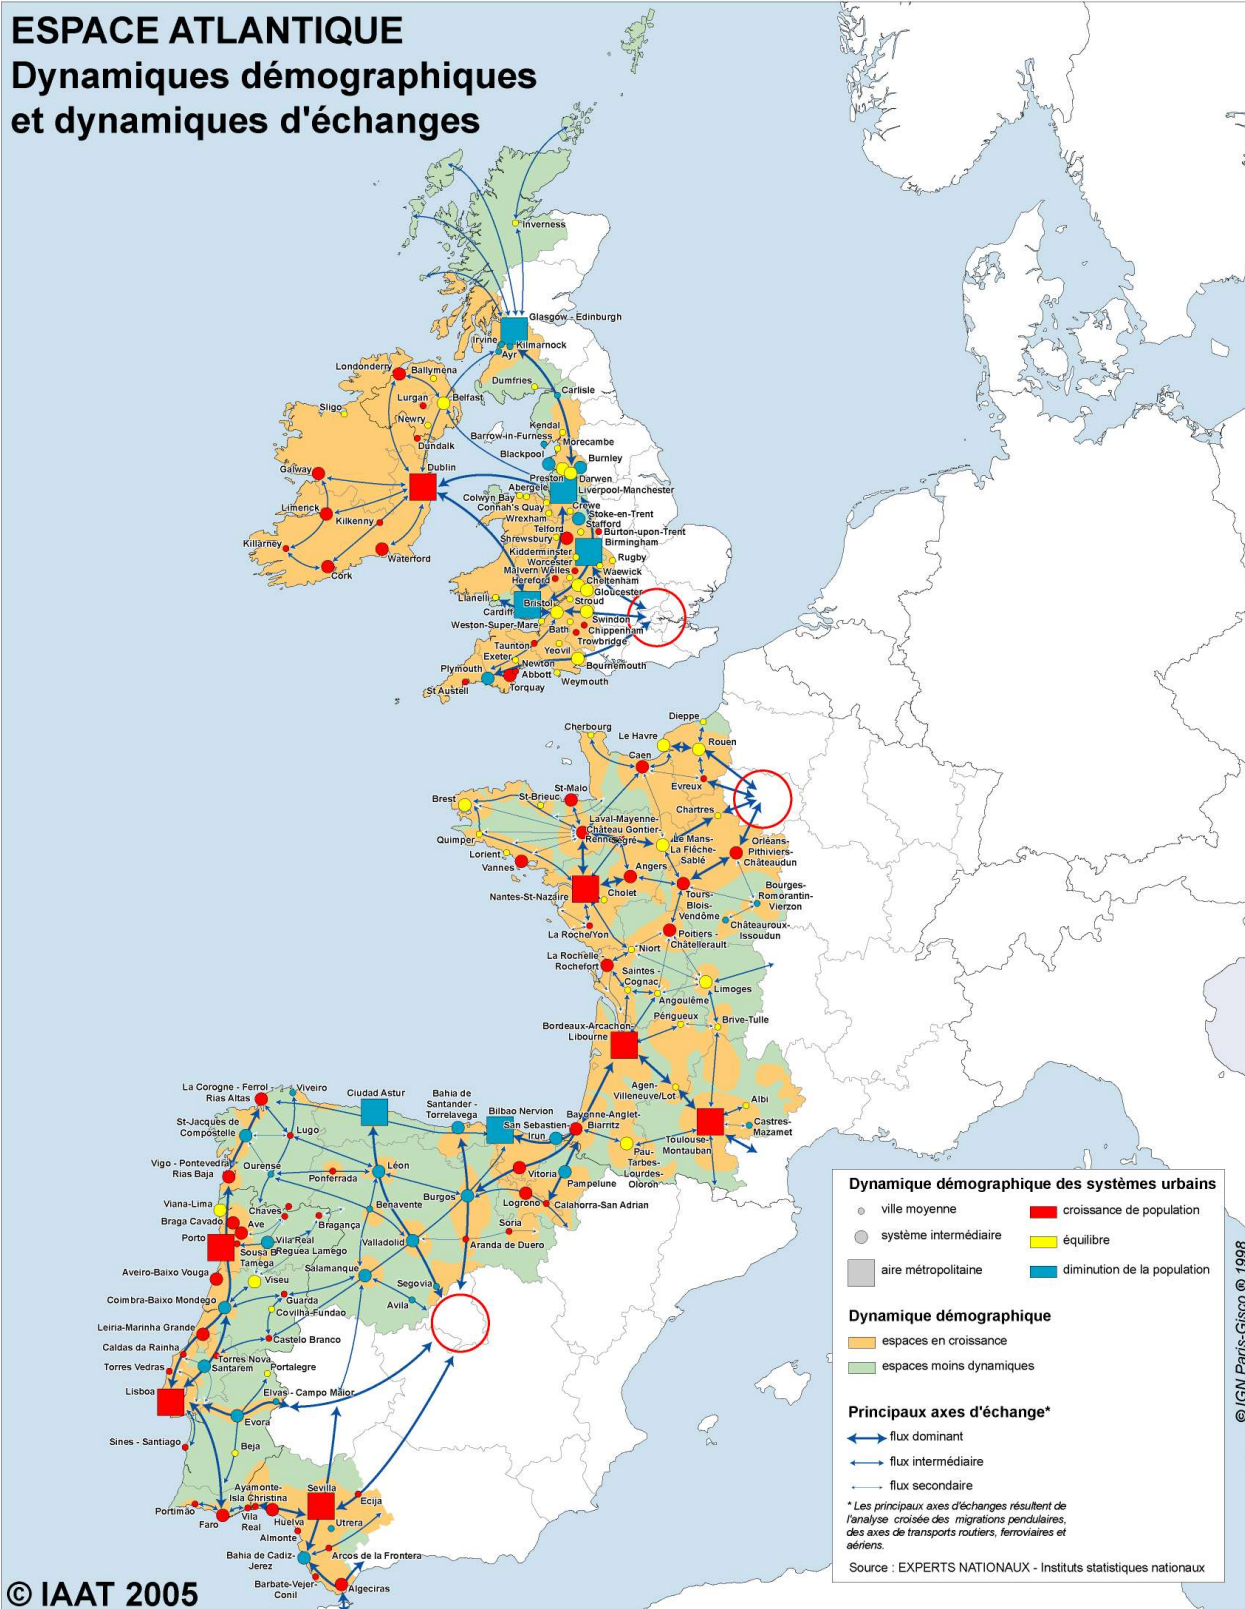 ESPACE ATLANTIQUE
Dynamiques démographiques
et dynamiques d'échanges
Inverness
Glasgow - Edinburgh
Irvine
Kilmarnock
Ayr
Londonderry
Ballymena
Dumfries
Carlisle
Lurgan
Belfast
Sligo
Newry
Kendal
Dundalk
Barrow-in-Furness
Morecambe
Blackpool
Burnley
Galway
Dublin
Preston
Darwen
Abergele
Liverpool-Manchester
Colwyn Bay
Connah's Quay
Crewe
Limerick
Wrexham
Stoke-en-Trent
Kilkenny
Telford
Stafford
Shrewsbury
Burton-upon-Trent
Killarney
Birmingham
Kidderminster
Waterford
Worcester
Rugby
Malvern Welles
Waewick
Cork
Hereford
Cheltenham
Gloucester
Llanelli
Bristol
Stroud
Cardiff
Swindon
Weston-Super-Mare
Bath
Chippenham
Taunton
Trowbridge
Exeter
Yeovil
Plymouth
Newton
Abbott
Bournemouth
St Austell
Torquay
Weymouth
Dieppe
Cherbourg
Le Havre
Rouen
Caen
Evreux
St-Malo
Brest
St-Brieuc
Chartres
Laval-Mayenne-
Château Gontier-
Segré
Rennes
Quimper
Le Mans-
La Flêche-
Sablé
Orléans-
Pithiviers-
Châteaudun
Lorient
Vannes
Angers
Nantes-St-Nazaire
Cholet
Tours-
Blois-
Vendôme
Bourges-
Romorantin-
Vierzon
Châteauroux-
Issoudun
La Roche/Yon
Poitiers -
Châtellerault
Niort
La Rochelle -
Rochefort
Saintes -
Cognac
Limoges
Angoulême
Périgueux
Brive-Tulle
Bordeaux-Arcachon-
Libourne
Agen-
Villeneuve/Lot
Albi
Castres-
Mazamet
Toulouse-
Montauban
Bayonne-Anglet-
Biarritz
Pau-
Tarbes-
Lourdes-
Oloron
La Corogne - Ferrol -
Rias Altas
Viveiro
Ciudad Astur
Bahia de
Santander -
Torrelavega
Bilbao Nervion
San Sebastien-
Irun
St-Jacques de
Compostelle
Lugo
Vigo - Pontevedra
Rias Baja
Ourense
Ponferrada
Léon
Vitoria
Pampelune
Burgos
Logrono
Calahorra-San Adrian
Viana-Lima
Chaves
Benavente
Braga Cavado
Ave
Bragança
Soria
Porto
Sousa B
Tamega
Vila Real
Reguea Lamego
Valladolid
Aranda de Duero
Aveiro-Baixo Vouga
Viseu
Salamanque
Segovia
Coimbra-Baixo Mondego
Guarda
Covilha-Fundao
Avila
Leiria-Marinha Grande
Castelo Branco
Caldas da Rainha
Torres Nova
Santarem
Torres Vedras
Portalegre
Lisboa
Elvas - Campo Maior
Evora
Sines - Santiago
Beja
Ayamonte-
Isla Christina
Sevilla
Ecija
Portimão
Vila
Real
Faro
Huelva
Utrera
Almonte
Bahia de Cadiz-
Jerez
Arcos de la Frontera
Barbate-Vejer-
Conil
Algeciras
Dynamique démographique des systèmes urbains
ville moyenne
croissance de population
système intermédiaire
équilibre
aire métropolitaine
diminution de la population
Dynamique démographique
espaces en croissance
espaces moins dynamiques
Principaux axes d'échange*
flux dominant
flux intermédiaire
flux secondaire
* Les principaux axes d'échanges résultent de
l'analyse croisée des migrations pendulaires,
des axes de transports routiers, ferroviaires et
aériens.
Source : EXPERTS NATIONAUX - Instituts statistiques nationaux
© IGN Paris-Gisco ® 1998
© IAAT 2005